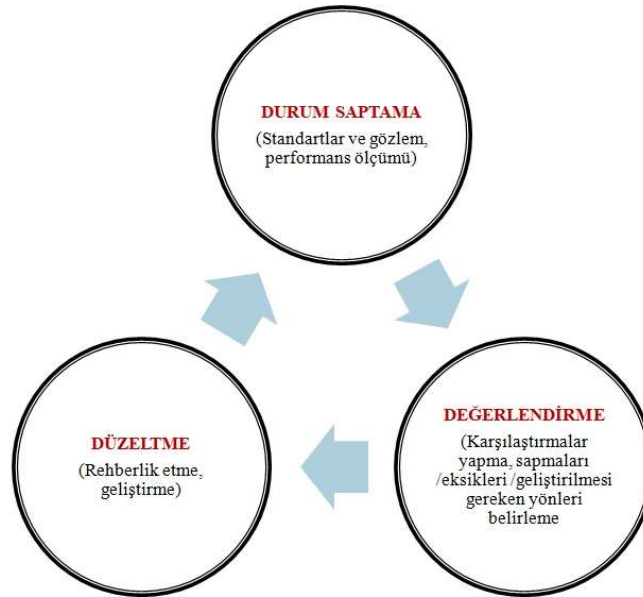 DURUM SAPTAMA
(Standartlar ve gözlem,
performans ölçümü)
DEĞERLENDİRME
(Karşılaştırmalar
yapma, sapmaları
/eksikleri /geliştirilmesi
gereken yönleri
belirleme
DÜZELTME
(Rehberlik etme,
geliştirme)